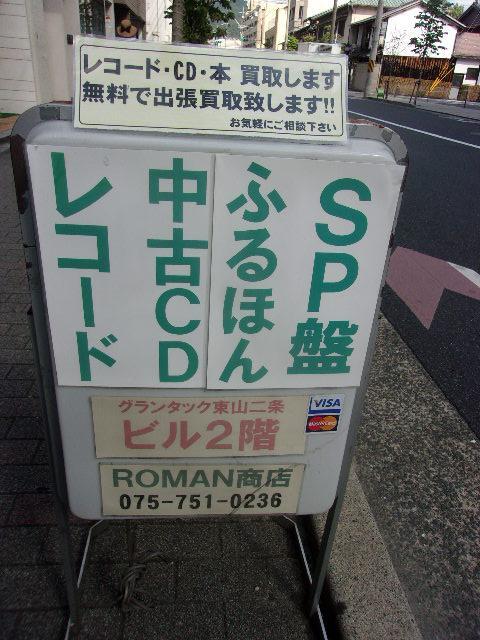 レコード・CD・本 買取します
無料で出張買取致します!!
お気軽にご相談下さい
SP盤
ふるほん
中古CD
レコード
グランタック東山二条
ビル2階
VISA
MasterCard
ROMAN商店
075-751-0236